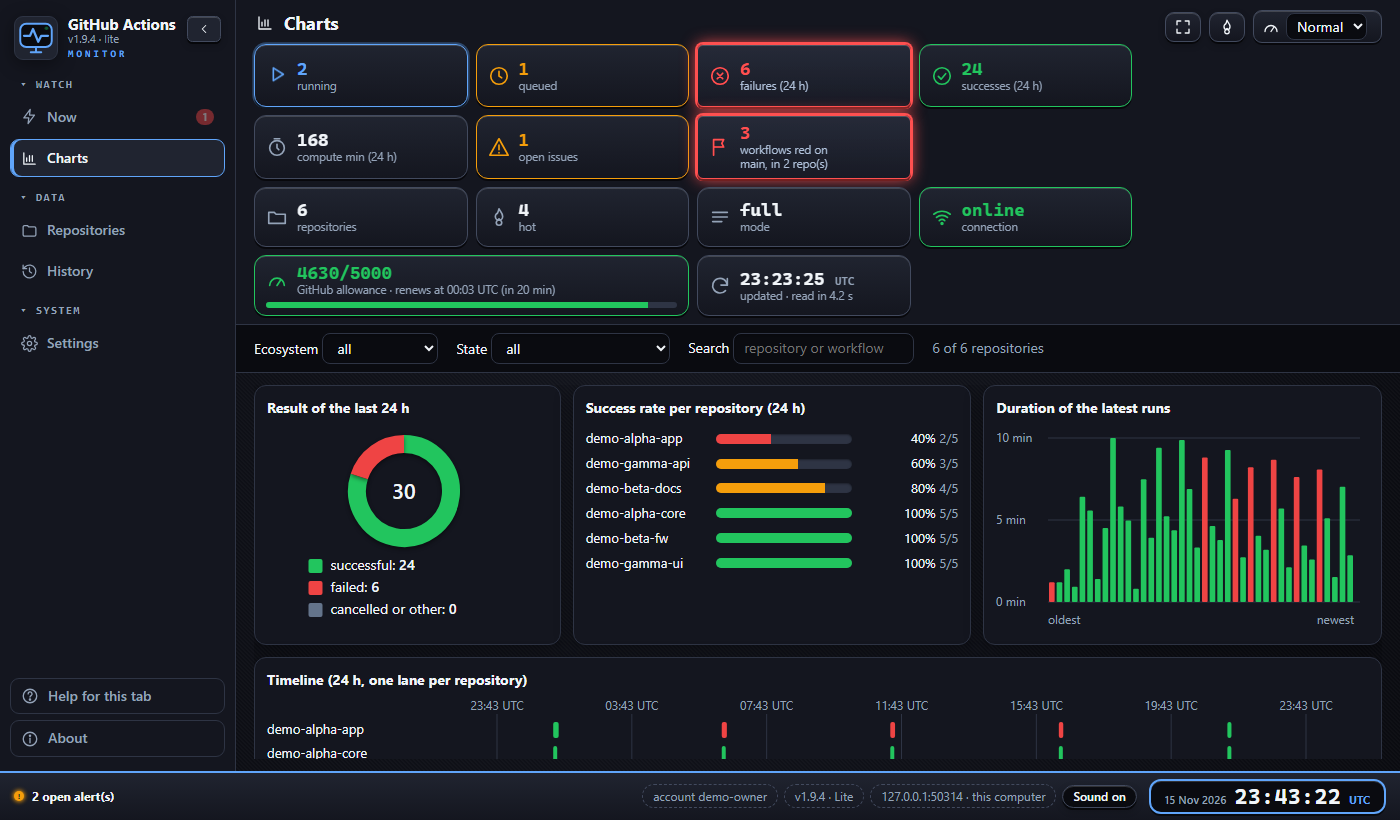 GitHub Actions
v1.9.4 · lite
MONITOR
WATCH
Now 1
Charts
DATA
Repositories
History
SYSTEM
Settings
Help for this tab
About
Charts
Normal
2
running
1
queued
6
failures (24 h)
24
successes (24 h)
168
compute min (24 h)
1
open issues
3
workflows red on
main, in 2 repo(s)
6
repositories
4
hot
full
mode
online
connection
4630/5000
GitHub allowance · renews at 00:03 UTC (in 20 min)
23:23:25 UTC
updated · read in 4.2 s
Ecosystem all State all Search repository or workflow 6 of 6 repositories
Result of the last 24 h
30
successful: 24
failed: 6
cancelled or other: 0
Success rate per repository (24 h)
demo-alpha-app 40% 2/5
demo-gamma-api 60% 3/5
demo-beta-docs 80% 4/5
demo-alpha-core 100% 5/5
demo-beta-fw 100% 5/5
demo-gamma-ui 100% 5/5
Duration of the latest runs
10 min
5 min
0 min
oldest newest
Timeline (24 h, one lane per repository)
23:43 UTC 03:43 UTC 07:43 UTC 11:43 UTC 15:43 UTC 19:43 UTC 23:43 UTC
demo-alpha-app
demo-alpha-core
2 open alert(s)
account demo-owner
v1.9.4 · Lite
127.0.0.1:50314 · this computer
Sound on
15 Nov 2026 23:43:22 UTC